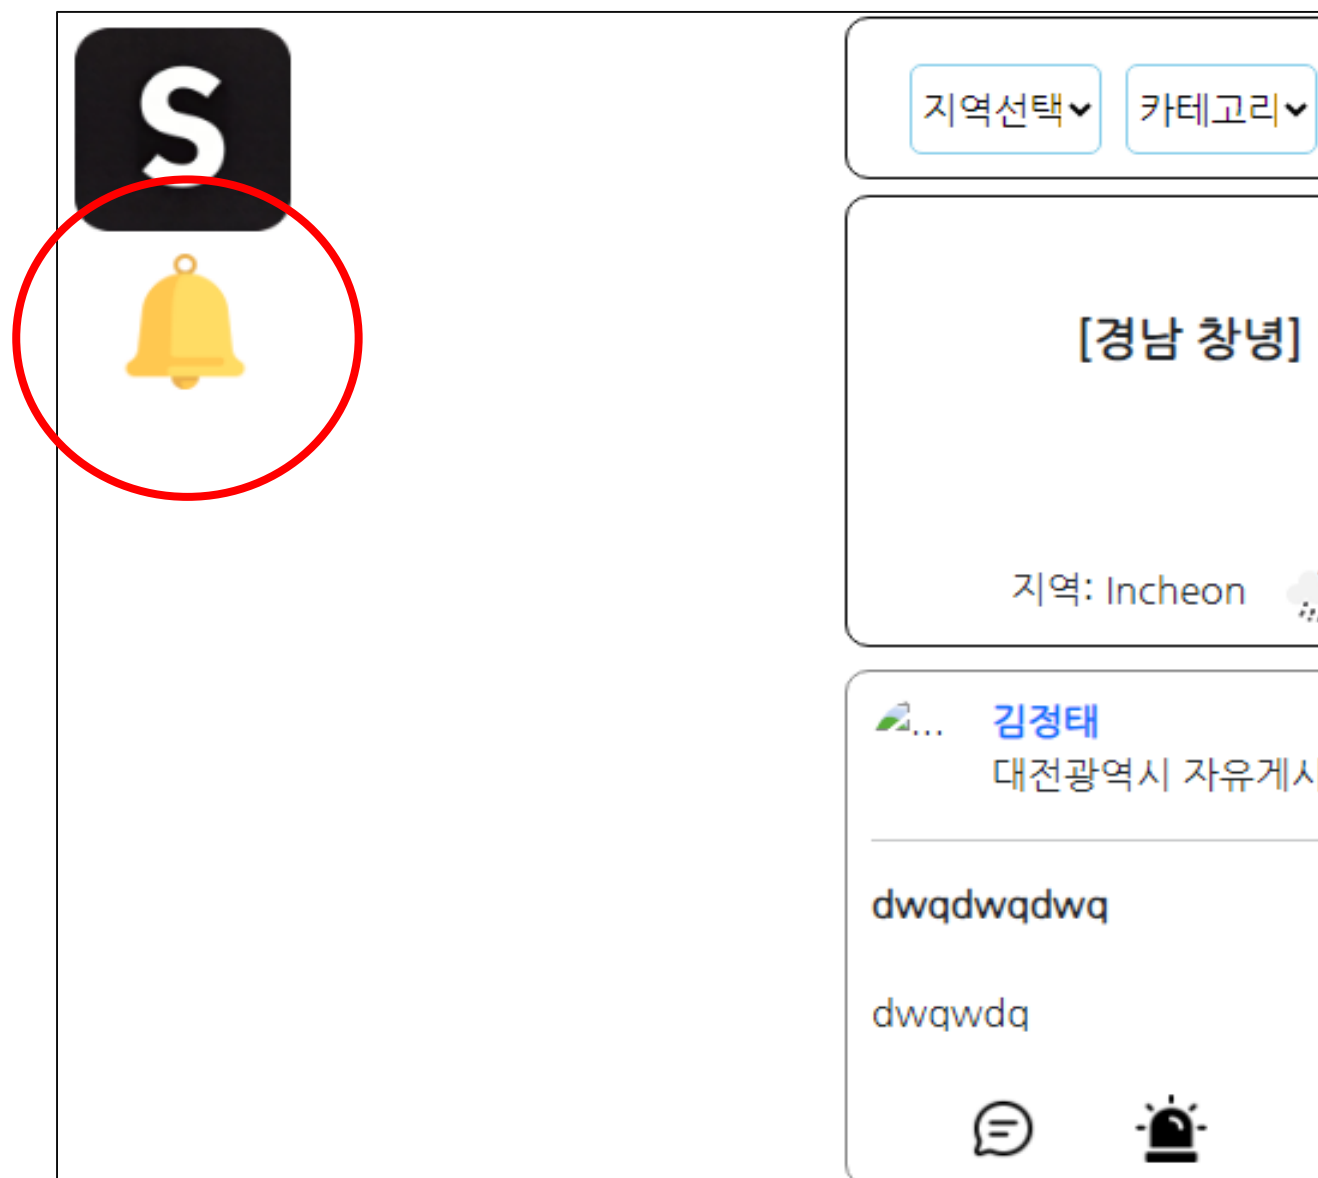 S
지역선택
카테고리
[경남 창녕]
지역: Incheon
...
김정태
대전광역시 자유게시
dwqdwqdwq
dwqwdq